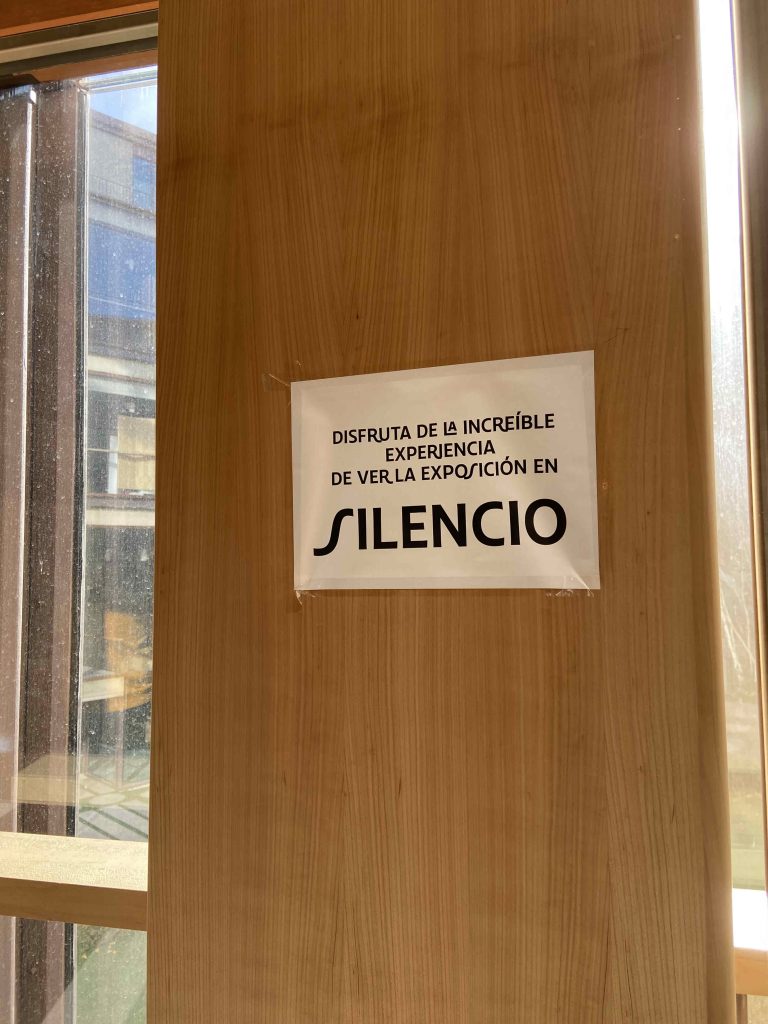 DISFRUTA DE LA INCREÍBLE
EXPERIENCIA
DE VER LA EXPOSICIÓN EN
SILENCIO